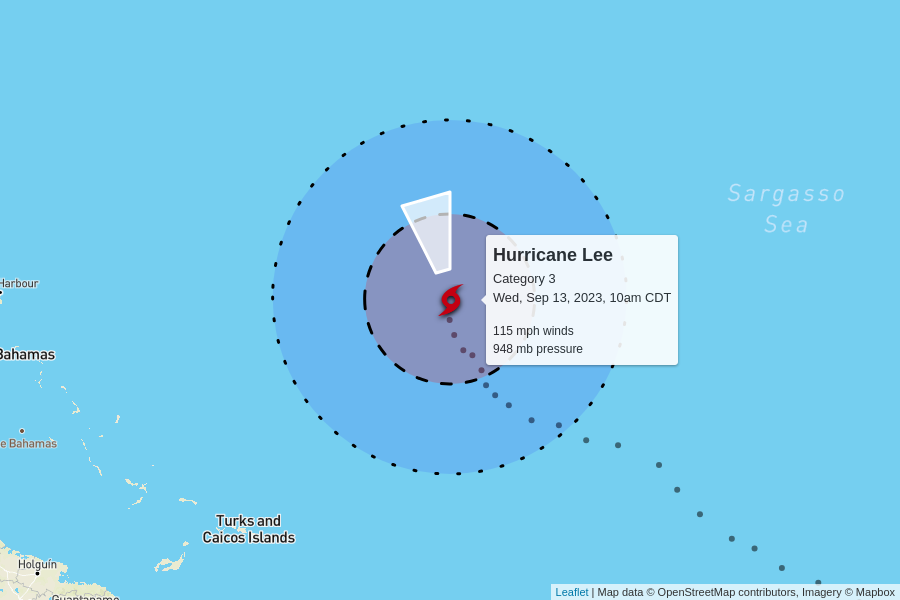 Sargasso
Sea
Hurricane Lee
Category 3
Wed, Sep 13, 2023, 10am CDT
115 mph winds
948 mb pressure
Harbour
Bahamas
e Bahamas
Turks and
Caicos Islands
Holguín
Guantanamo
Leaflet | Map data © OpenStreetMap contributors, Imagery © Mapbox